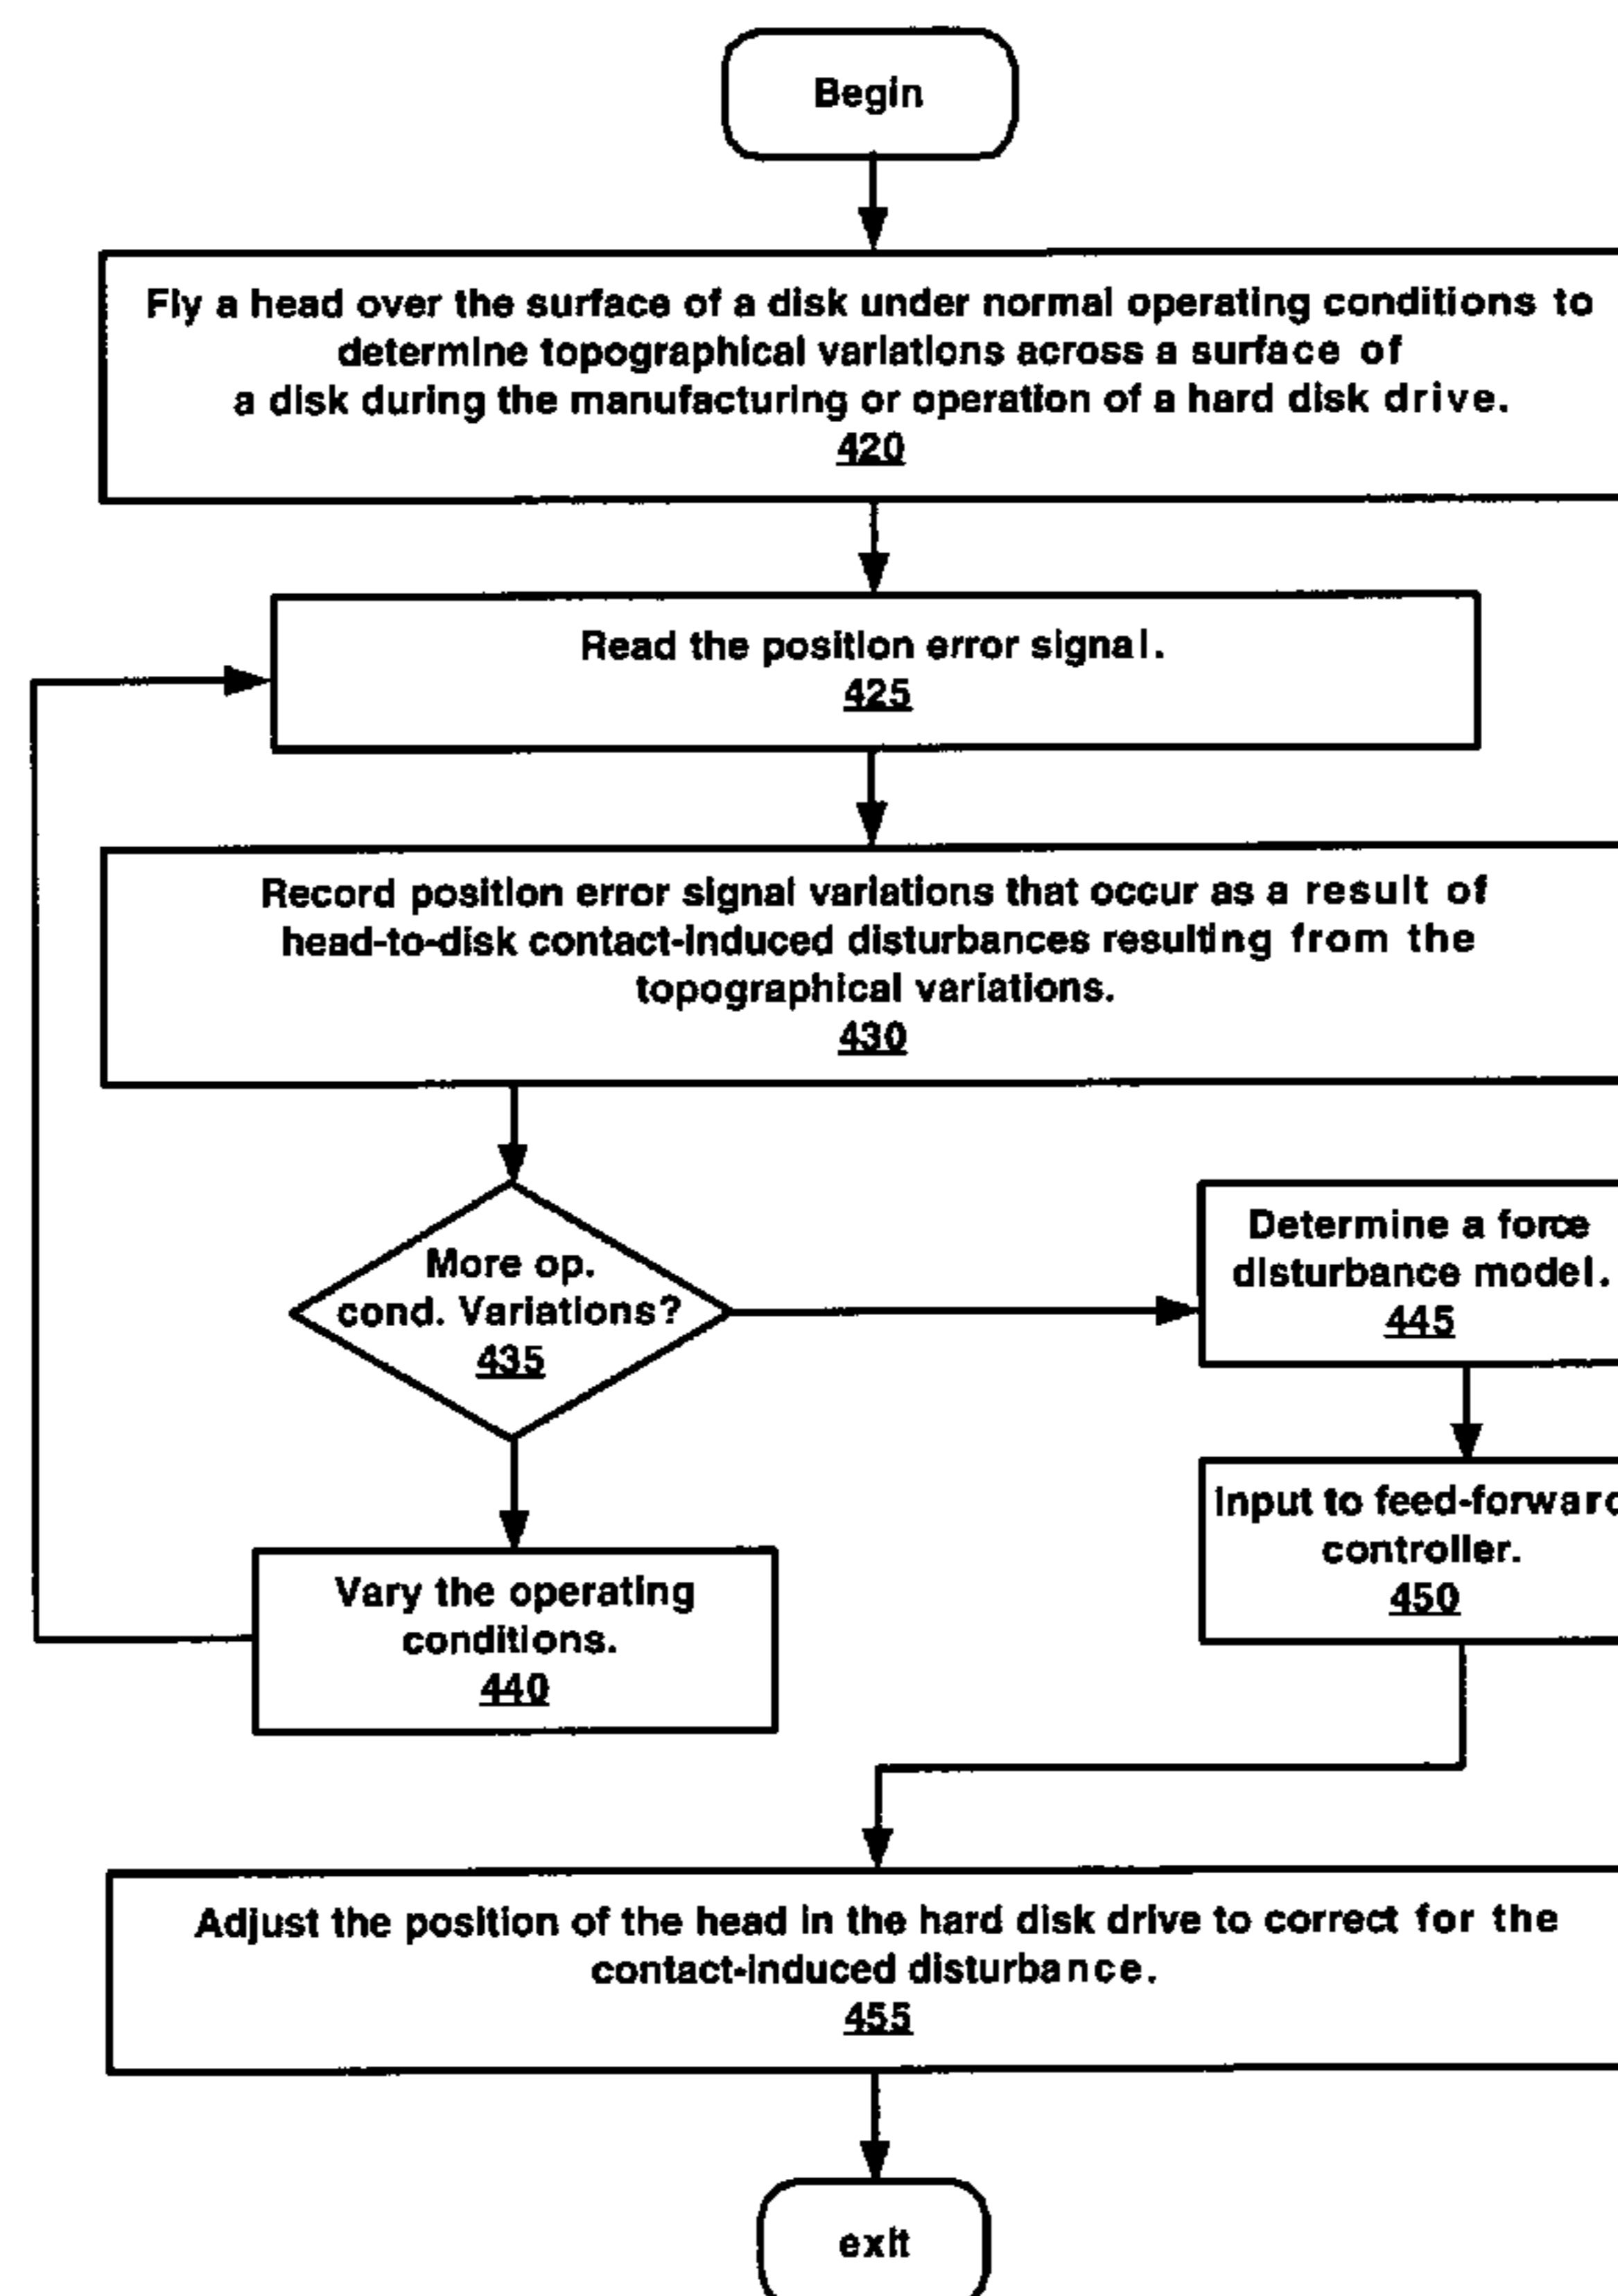 Begin
Fly a head over the surface of a disk under normal operating conditions to
determine topographical variations across a surface of
a disk during the manufacturing or operation of a hard disk drive.
420
Read the position error signal.
425
Record position error signal variations that occur as a result of
head-to-disk contact-induced disturbances resulting from the
topographical variations.
430
More op.
cond. Variations?
435
Determine a force
disturbance model.
445
Input to feed-forward
controller.
450
Vary the operating
conditions.
440
Adjust the position of the head in the hard disk drive to correct for the
contact-induced disturbance.
455
exit